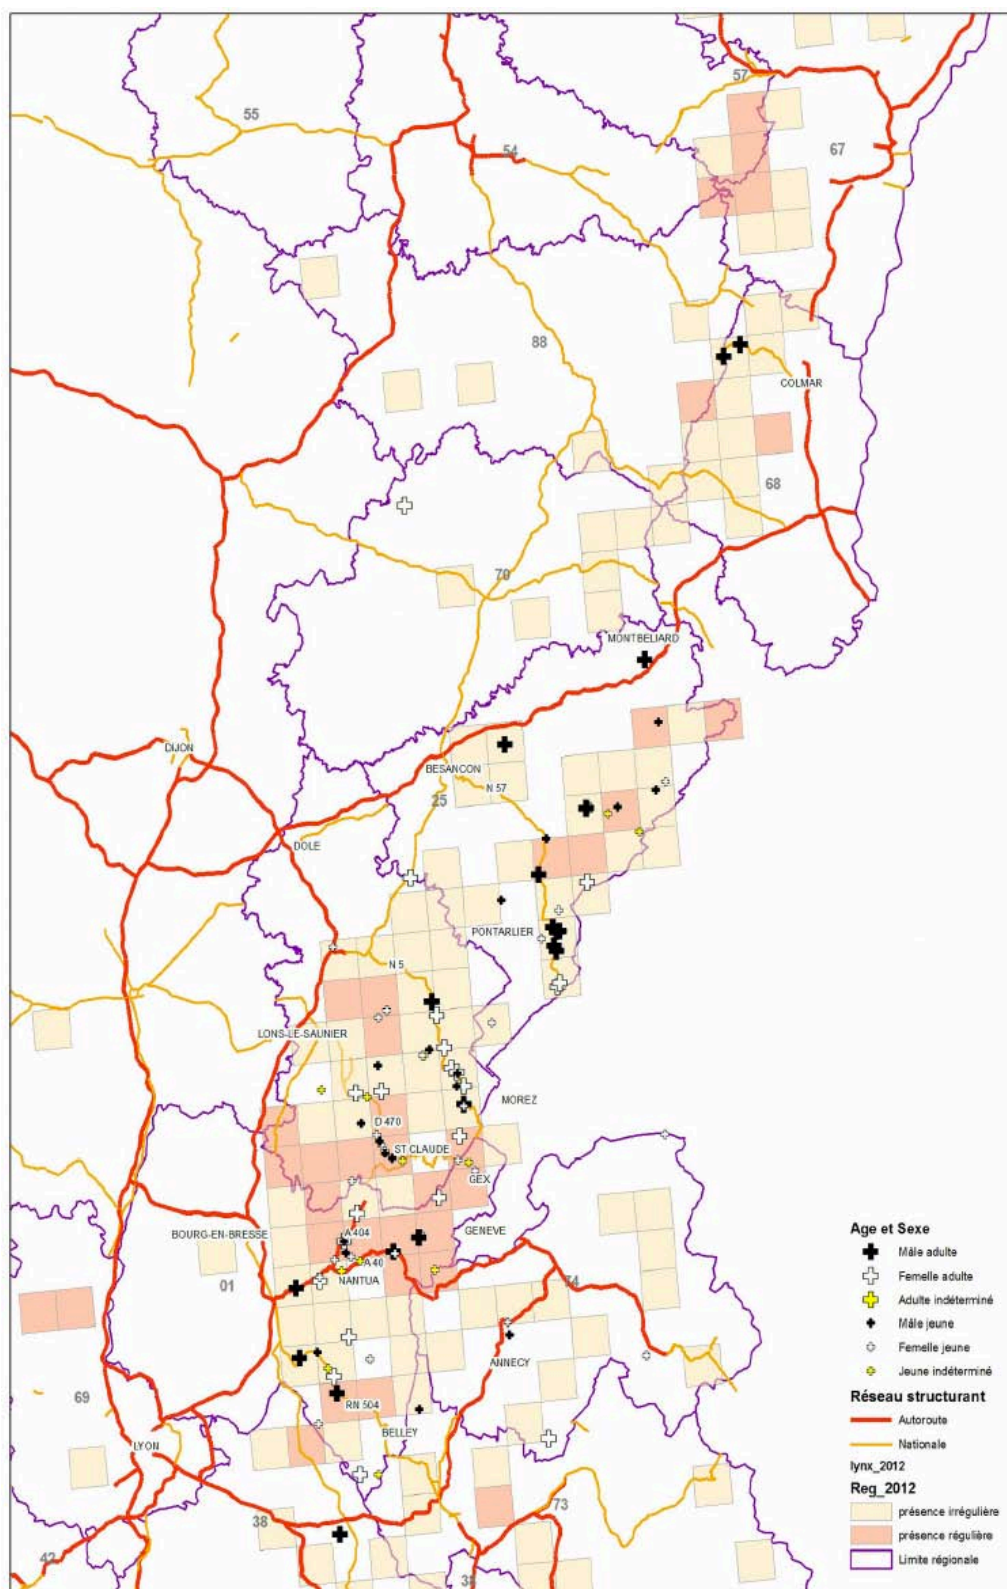 57
55
67
54
88
COLMAR
68
70
MONTBELIARD
DIJON
BESANCON
N 57
25
DOLE
PONTARLIER
N 5
LONS-LE-SAUNIER
MOREZ
D 470
ST CLAUDE
GEX
BOURG-EN-BRESSE
A 404
GENEVE
A 40
NANTUA
01
74
ANNECY
69
RN 504
BELLEY
LYON
73
38
42
38
Age et Sexe
Mâle adulte
Femelle adulte
Adulte indéterminé
Mâle jeune
Femelle jeune
Jeune indéterminé
Réseau structurant
Autoroute
Nationale
lynx_2012
Reg_2012
présence irrégulière
présence régulière
Limite régionale